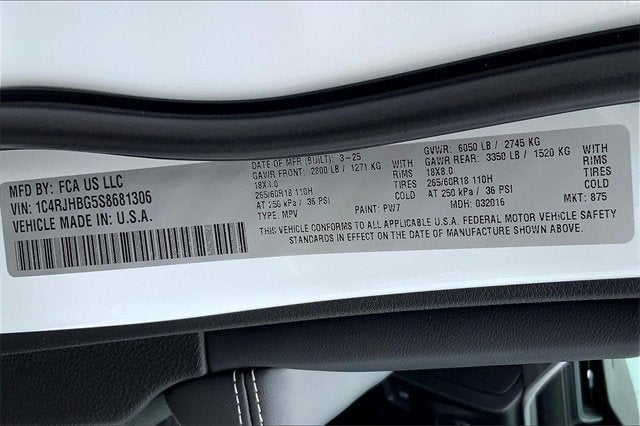 MFD BY: FCA US LLC
VIN: 1C4RJHBG5S8681306
VEHICLE MADE IN: U.S.A.
DATE OF MFR (BUILT): 3-25
GAWR FRONT: 2800 LB / 1271 KG WITH
18X8.0 RIMS
265/60R18 110H TIRES
AT 250 kPa / 36 PSI COLD
TYPE: MPV PAINT: PW7
GVWR: 6050 LB / 2745 KG
GAWR REAR: 3350 LB / 1520 KG WITH
18X8.0 RIMS
265/60R18 110H TIRES
AT 250 kPa / 36 PSI COLD
MDH: 032016 MKT: 875
THIS VEHICLE CONFORMS TO ALL APPLICABLE U.S.A. FEDERAL MOTOR VEHICLE SAFETY
STANDARDS IN EFFECT ON THE DATE OF MANUFACTURE SHOWN ABOVE.